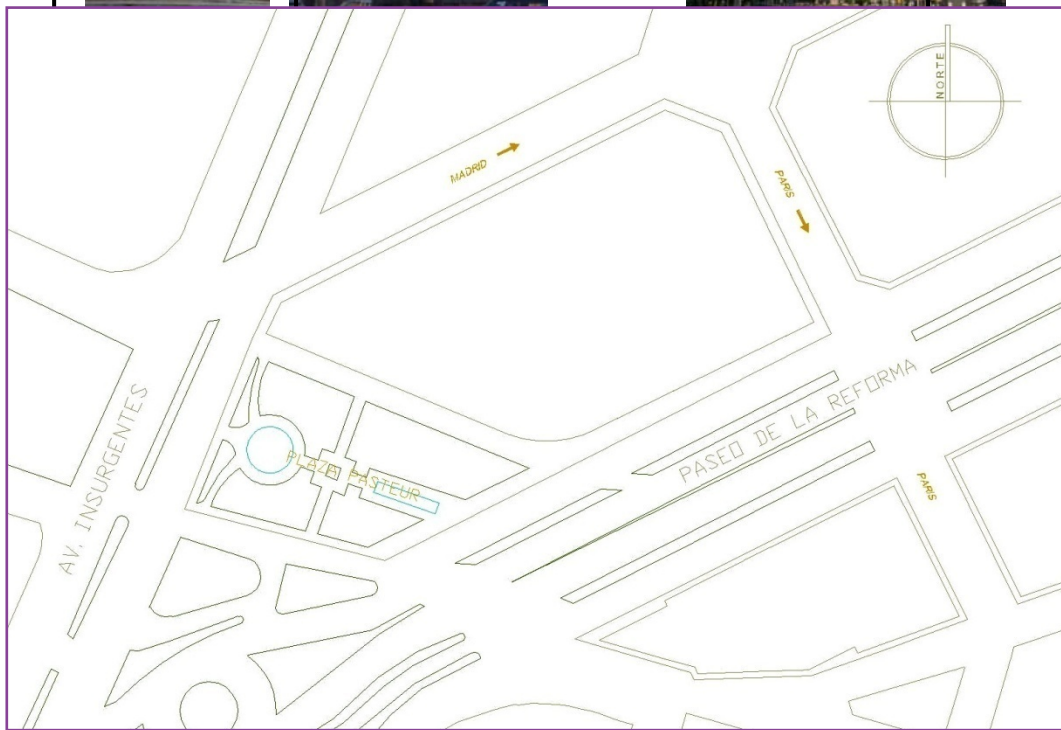 NORTE
MADRID
PARIS
PASEO DE LA REFORMA
AV. INSURGENTES
PLAZA PASTEUR
PARIS